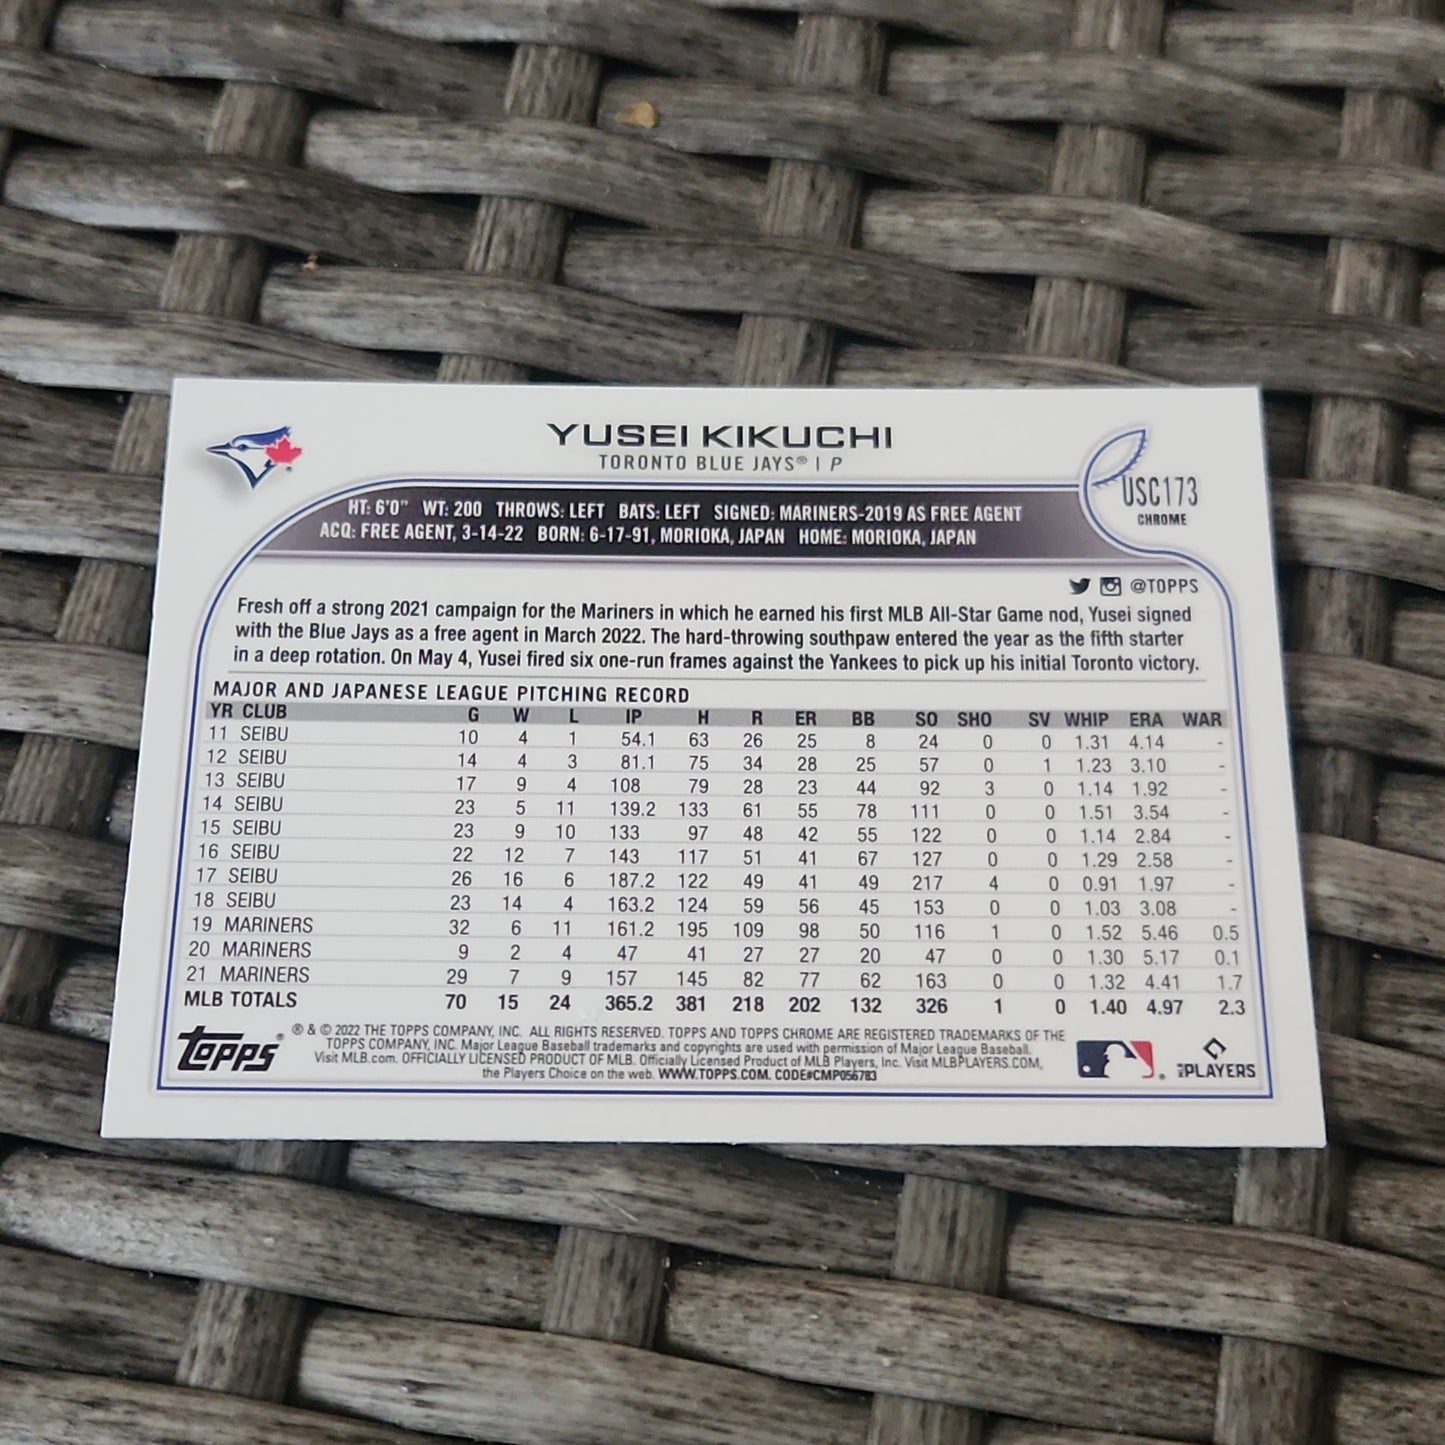 YUSEI KIKUCHI
TORONTO BLUE JAYS® | P
USC173
CHROME
HT: 6'0" WT: 200 THROWS: LEFT BATS: LEFT SIGNED: MARINERS-2019 AS FREE AGENT
ACQ: FREE AGENT, 3-14-22 BORN: 6-17-91, MORIOKA, JAPAN HOME: MORIOKA, JAPAN
@TOPPS
Fresh off a strong 2021 campaign for the Mariners in which he earned his first MLB All-Star Game nod, Yusei signed
with the Blue Jays as a free agent in March 2022. The hard-throwing southpaw entered the year as the fifth starter
in a deep rotation. On May 4, Yusei fired six one-run frames against the Yankees to pick up his initial Toronto victory.
MAJOR AND JAPANESE LEAGUE PITCHING RECORD
YR CLUB G W L IP H R ER BB SO SHO SV WHIP ERA WAR
11 SEIBU 10 4 1 54.1 63 26 25 8 24 0 0 1.31 4.14 -
12 SEIBU 14 4 3 81.1 75 34 28 25 57 0 1 1.23 3.10 -
13 SEIBU 17 9 4 108 79 28 23 44 92 3 0 1.14 1.92 -
14 SEIBU 23 5 11 139.2 133 61 55 78 111 0 0 1.51 3.54 -
15 SEIBU 23 9 10 133 97 48 42 55 122 0 0 1.14 2.84 -
16 SEIBU 22 12 7 143 117 51 41 67 127 0 0 1.29 2.58 -
17 SEIBU 26 16 6 187.2 122 49 41 49 217 4 0 0.91 1.97 -
18 SEIBU 23 14 4 163.2 124 59 56 45 153 0 0 1.03 3.08 -
19 MARINERS 32 6 11 161.2 195 109 98 50 116 1 0 1.52 5.46 0.5
20 MARINERS 9 2 4 47 41 27 27 20 47 0 0 1.30 5.17 0.1
21 MARINERS 29 7 9 157 145 82 77 62 163 0 0 1.32 4.41 1.7
MLB TOTALS 70 15 24 365.2 381 218 202 132 326 1 0 1.40 4.97 2.3
topps®
® & © 2022 THE TOPPS COMPANY, INC. ALL RIGHTS RESERVED. TOPPS AND TOPPS CHROME ARE REGISTERED TRADEMARKS OF THE
TOPPS COMPANY, INC. Major League Baseball trademarks and copyrights are used with permission of Major League Baseball.
Visit MLB.com. OFFICIALLY LICENSED PRODUCT OF MLB. Officially Licensed Product of MLB Players, Inc. Visit MLBPLAYERS.COM,
the Players Choice on the web. WWW.TOPPS.COM. CODE#CMP056783
PLAYERS